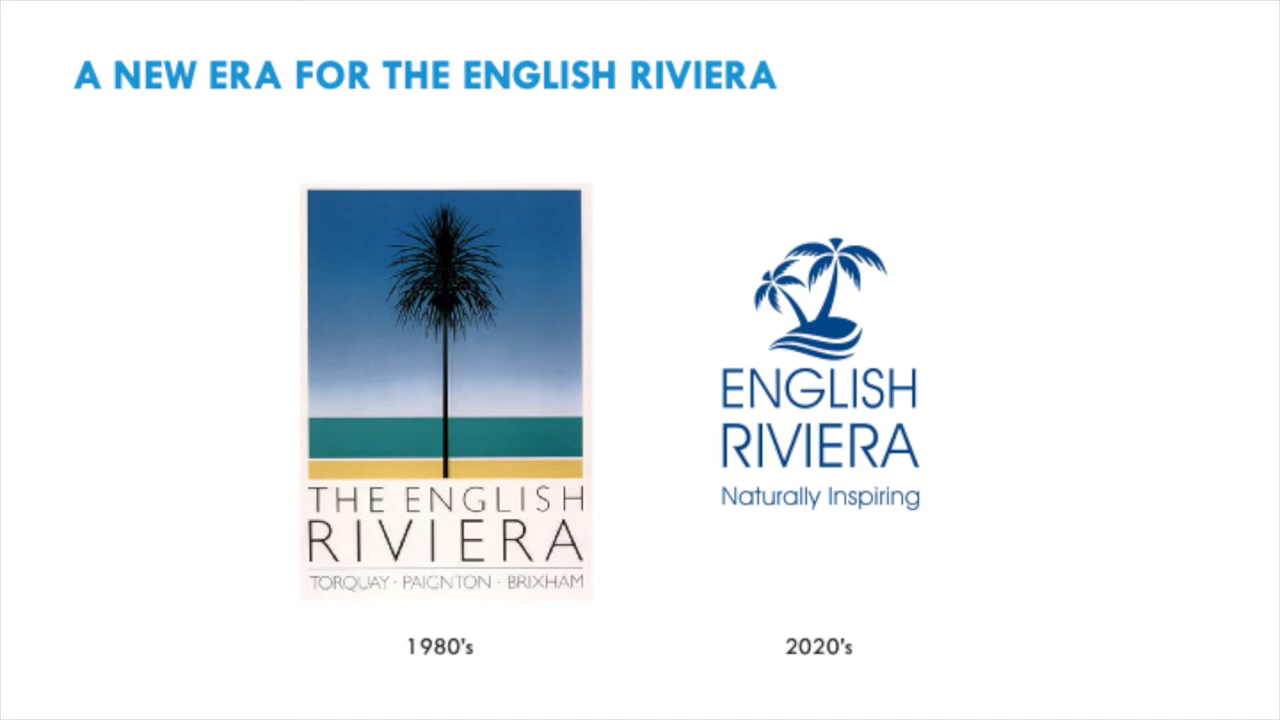 A NEW ERA FOR THE ENGLISH RIVIERA
THE ENGLISH
RIVIERA
TORQUAY · PAIGNTON · BRIXHAM
1980's
ENGLISH
RIVIERA
Naturally Inspiring
2020's